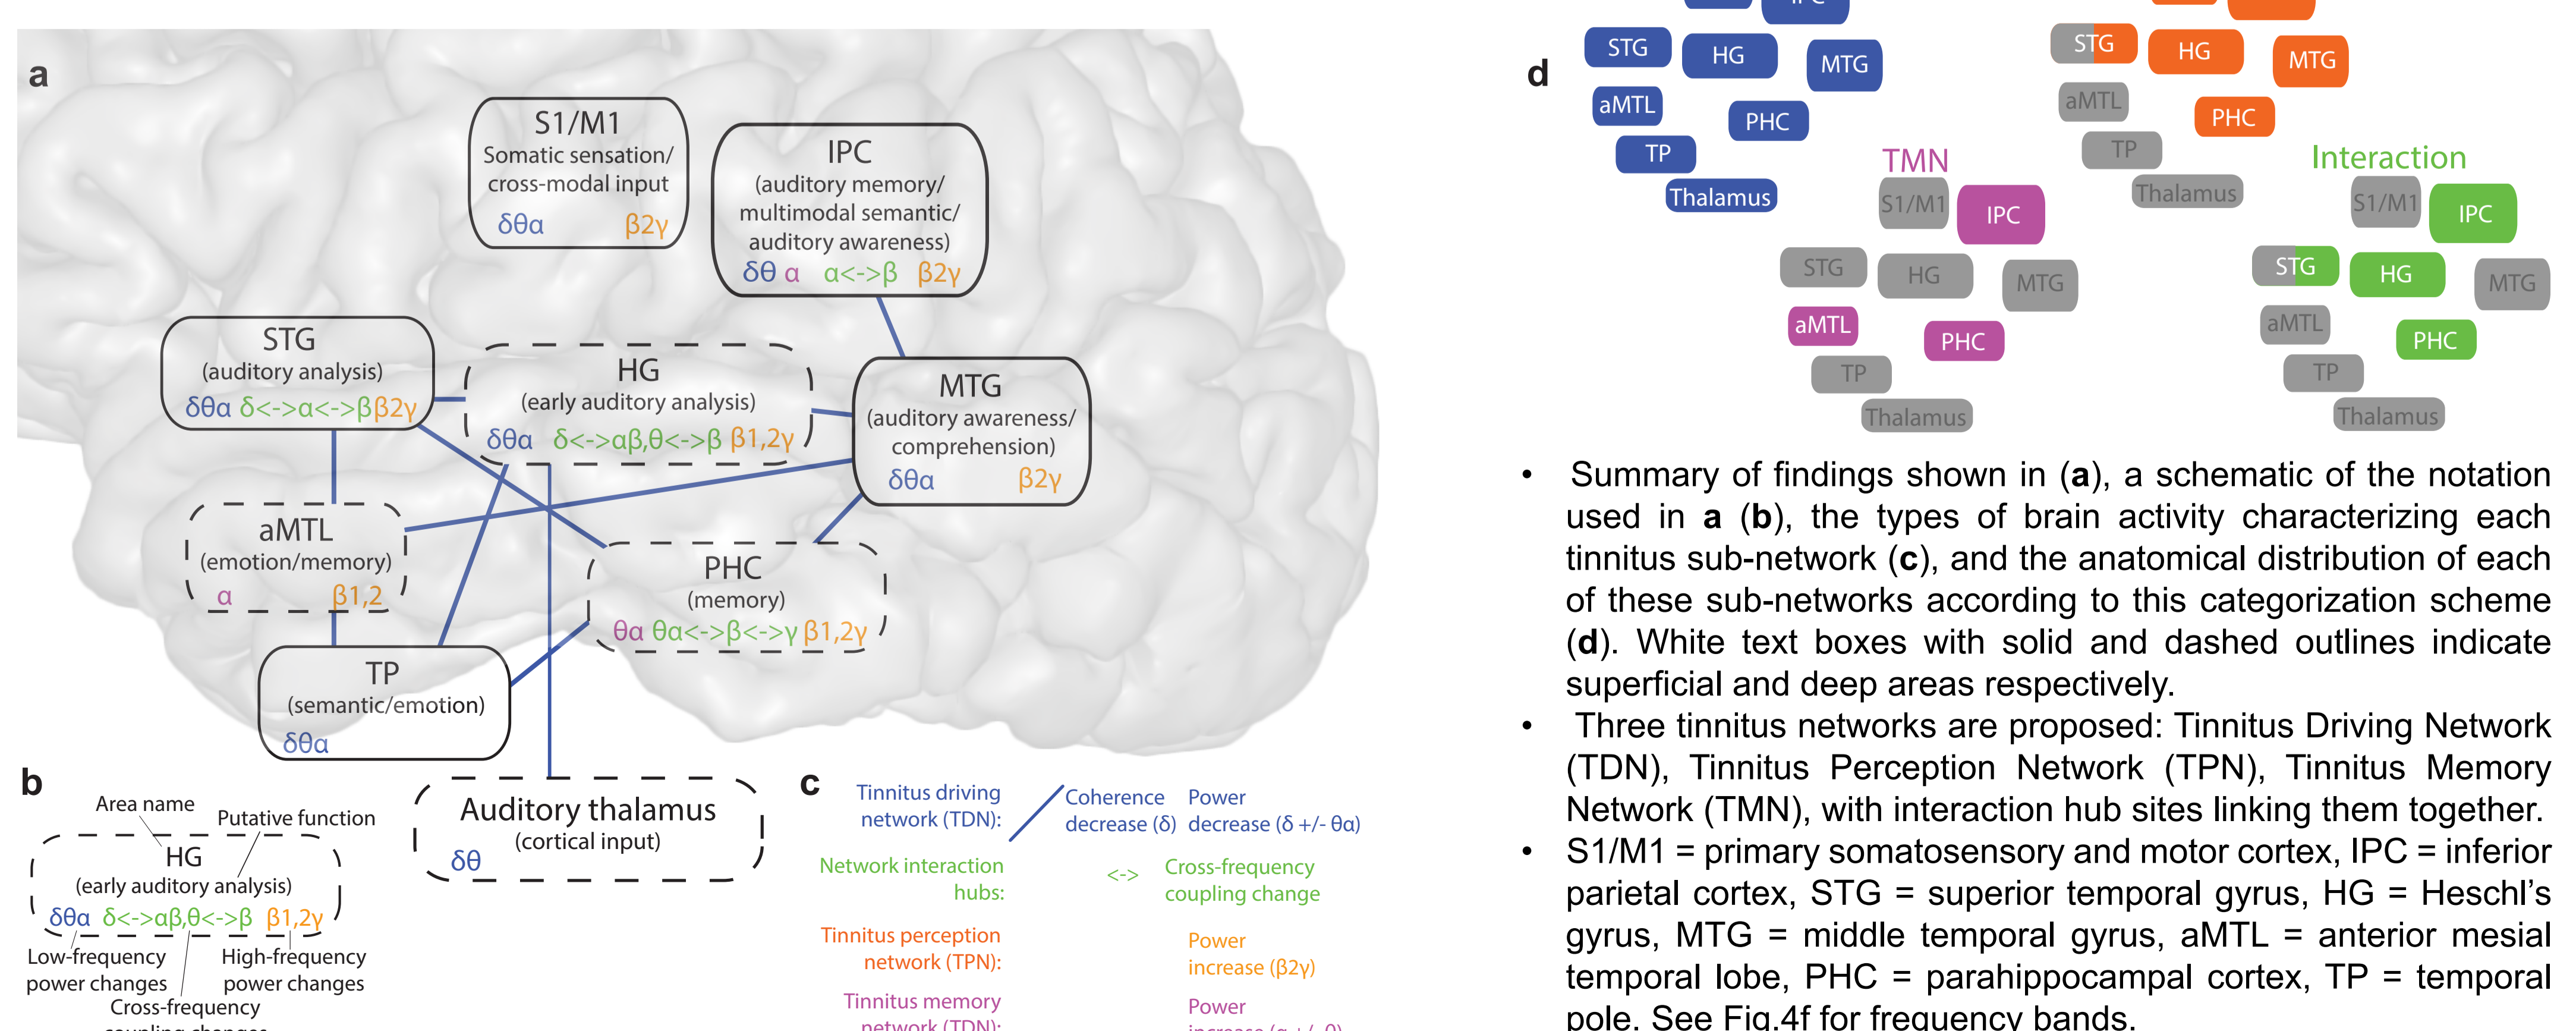 a
S1/M1
Somatic sensation/
cross-modal input
δθα β2γ
IPC
(auditory memory/
multimodal semantic/
auditory awareness)
δθ α α<->β β2γ
STG
(auditory analysis)
δθα δ<->α<->ββ2γ
HG
(early auditory analysis)
δθα δ<->αβ,θ<->β β1,2γ
MTG
(auditory awareness/
comprehension)
δθα β2γ
aMTL
(emotion/memory)
α β1,2
PHC
(memory)
θα θα<->β<->γ β1,2γ
TP
(semantic/emotion)
δθα
Auditory thalamus
(cortical input)
δθ
b
Area name
Putative function
HG
(early auditory analysis)
δθα δ<->αβ,θ<->β β1,2γ
Low-frequency
power changes
High-frequency
power changes
Cross-frequency
coupling changes
c
Tinnitus driving
network (TDN):
Coherence
decrease (δ)
Power
decrease (δ +/- θα)
Network interaction
hubs:
<->
Cross-frequency
coupling change
Tinnitus perception
network (TPN):
Power
increase (β2γ)
Tinnitus memory
network (TDN):
Power
increase (α +/- θ)
d
IPC
STG
HG
MTG
aMTL
PHC
TP
Thalamus
STG
HG
MTG
aMTL
PHC
TP
Thalamus
TMN
S1/M1
IPC
STG
HG
MTG
aMTL
PHC
TP
Thalamus
Interaction
S1/M1
IPC
STG
HG
MTG
aMTL
PHC
TP
Thalamus
• Summary of findings shown in (a), a schematic of the notation
used in a (b), the types of brain activity characterizing each
tinnitus sub-network (c), and the anatomical distribution of each
of these sub-networks according to this categorization scheme
(d). White text boxes with solid and dashed outlines indicate
superficial and deep areas respectively.
• Three tinnitus networks are proposed: Tinnitus Driving Network
(TDN), Tinnitus Perception Network (TPN), Tinnitus Memory
Network (TMN), with interaction hub sites linking them together.
• S1/M1 = primary somatosensory and motor cortex, IPC = inferior
parietal cortex, STG = superior temporal gyrus, HG = Heschl's
gyrus, MTG = middle temporal gyrus, aMTL = anterior mesial
temporal lobe, PHC = parahippocampal cortex, TP = temporal
pole. See Fig.4f for frequency bands.